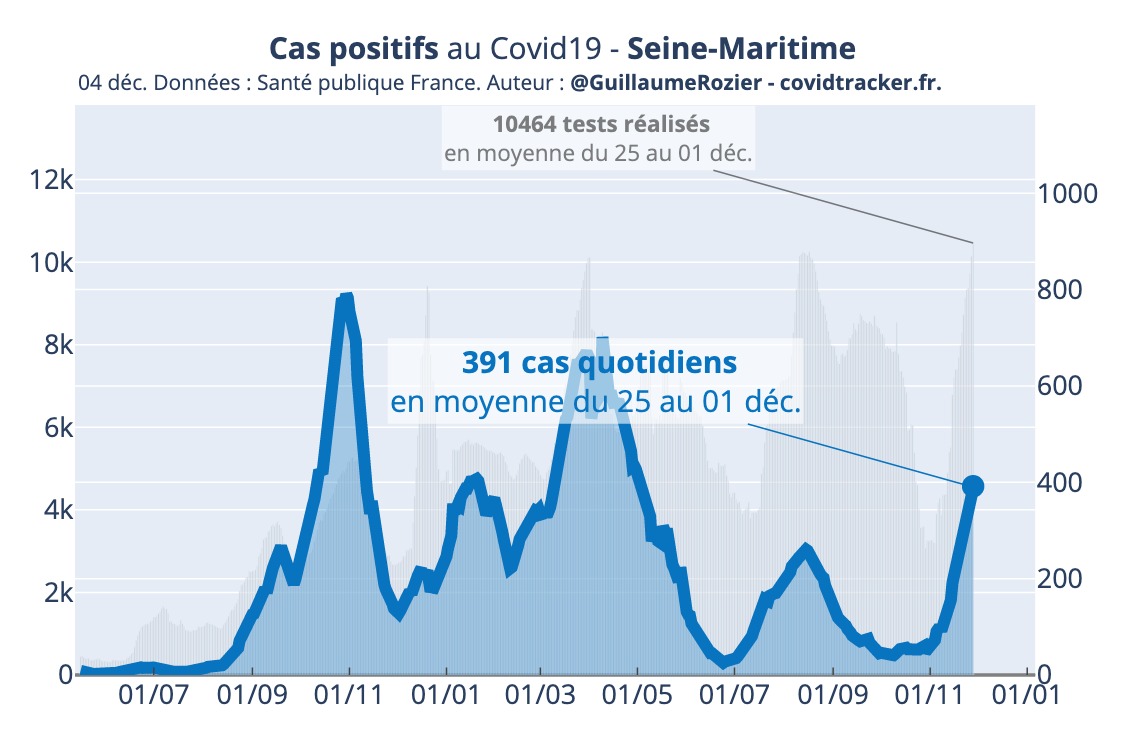 Cas positifs au Covid19 - Seine-Maritime
04 déc. Données : Santé publique France. Auteur : @GuillaumeRozier - covidtracker.fr.
10464 tests réalisés
en moyenne du 25 au 01 déc.
12k
1000
10k
800
8k
391 cas quotidiens
600
en moyenne du 25 au 01 déc.
6k
400
4k
200
2k
0
0
01/07 01/09 01/11 01/01 01/03 01/05 01/07 01/09 01/11 01/01